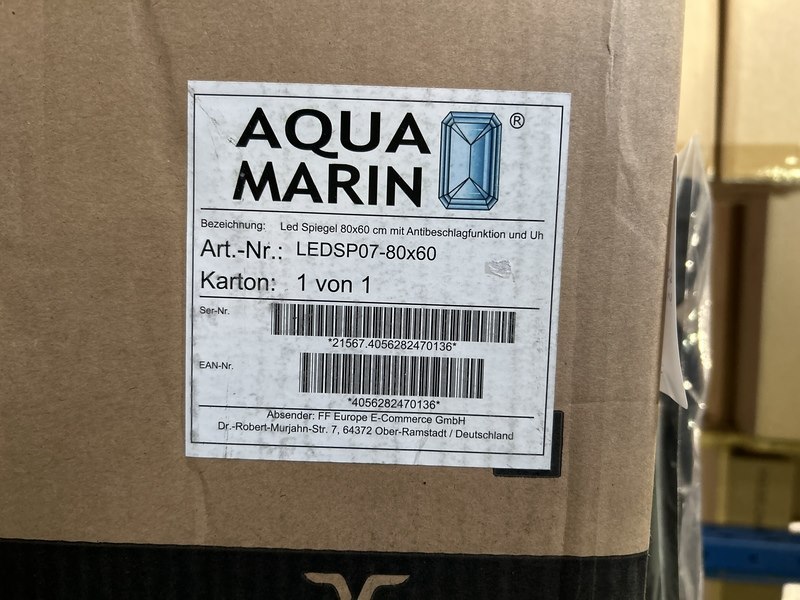 AQUA
MARIN ®
Bezeichnung: Led Spiegel 80x60 cm mit Antibeschlagfunktion und Uh
Art.-Nr.: LEDSP07-80x60
Karton: 1 von 1
Ser-Nr.
*21567.4056282470136*
EAN-Nr.
*4056282470136*
Absender: FF Europe E-Commerce GmbH
Dr.-Robert-Murjahn-Str. 7, 64372 Ober-Ramstadt / Deutschland